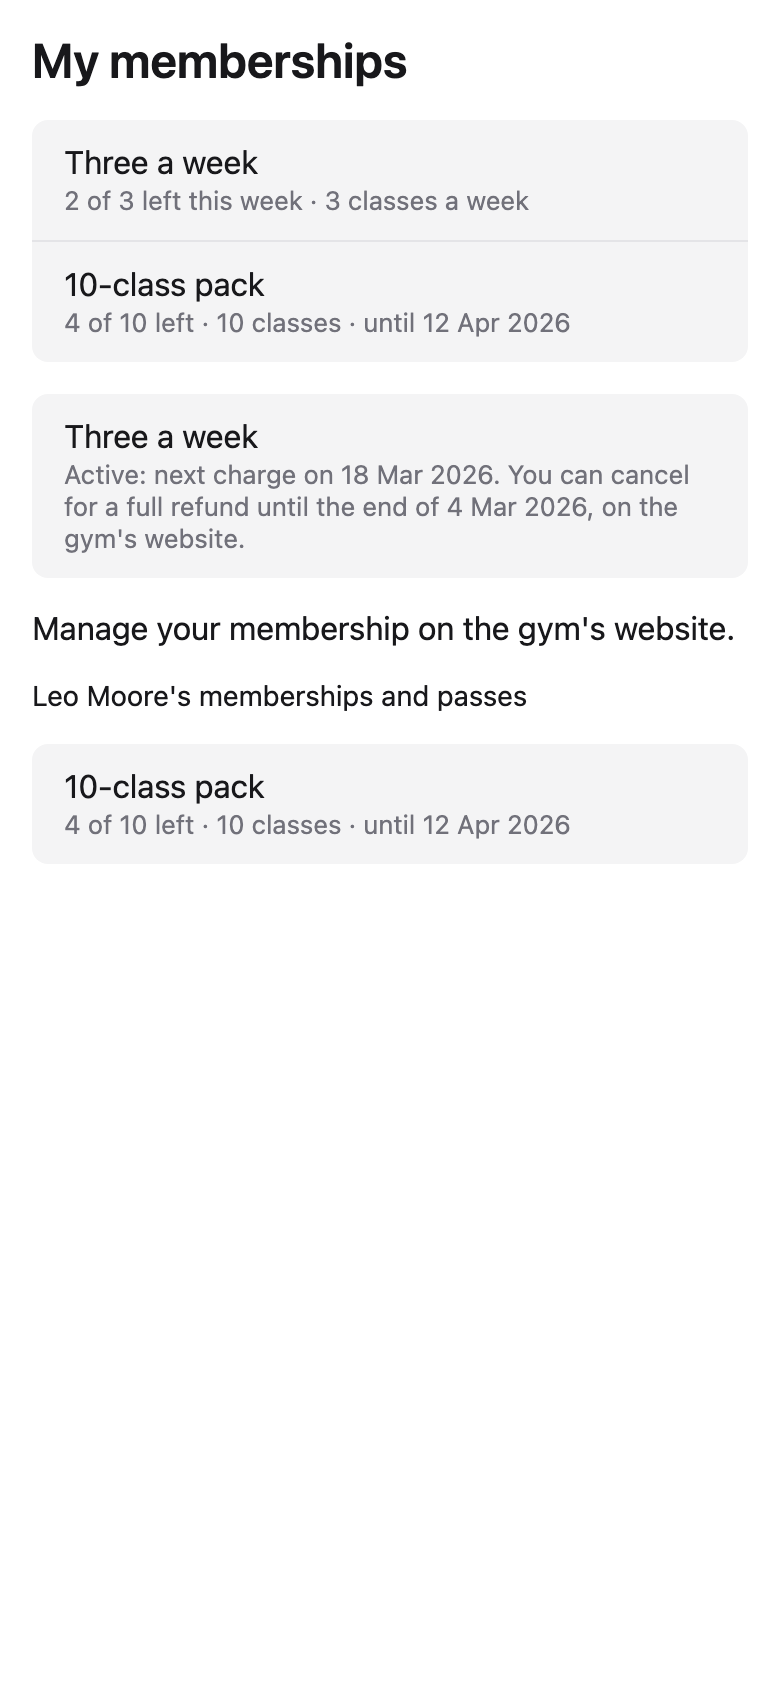 My memberships
Three a week
2 of 3 left this week · 3 classes a week
10-class pack
4 of 10 left · 10 classes · until 12 Apr 2026
Three a week
Active: next charge on 18 Mar 2026. You can cancel
for a full refund until the end of 4 Mar 2026, on the
gym's website.
Manage your membership on the gym's website.
Leo Moore's memberships and passes
10-class pack
4 of 10 left · 10 classes · until 12 Apr 2026